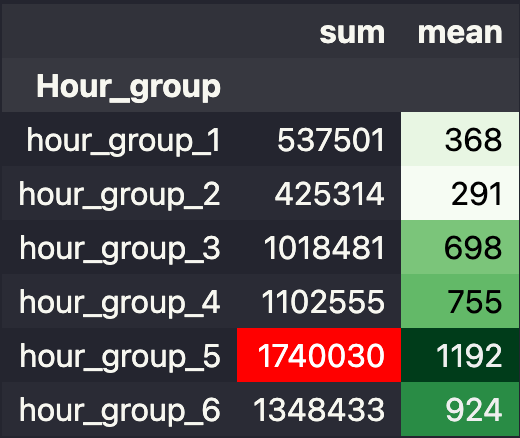 sum mean
Hour_group
hour_group_1 537501 368
hour_group_2 425314 291
hour_group_3 1018481 698
hour_group_4 1102555 755
hour_group_5 1740030 1192
hour_group_6 1348433 924